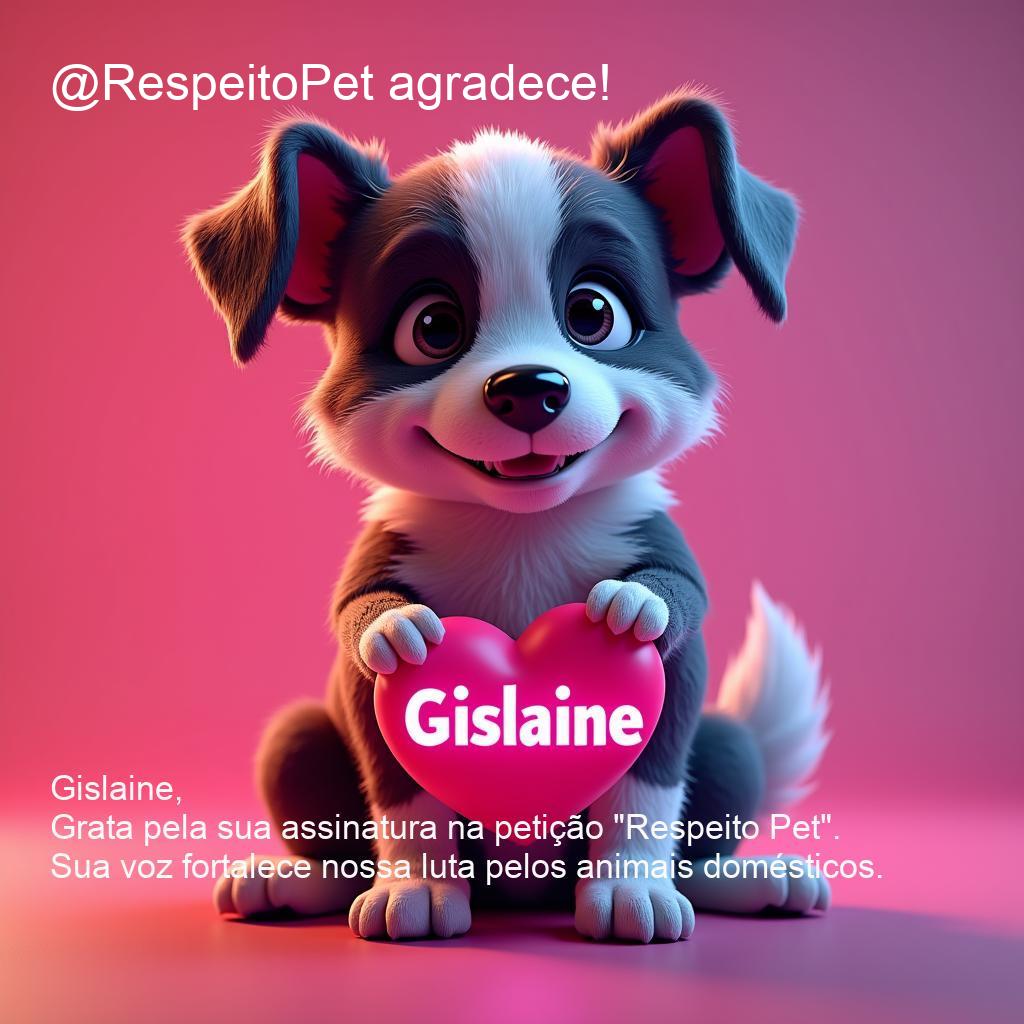 @RespeitoPet agradece!
Gislaine
Gislaine,
Grata pela sua assinatura na petição "Respeito Pet".
Sua voz fortalece nossa luta pelos animais domésticos.